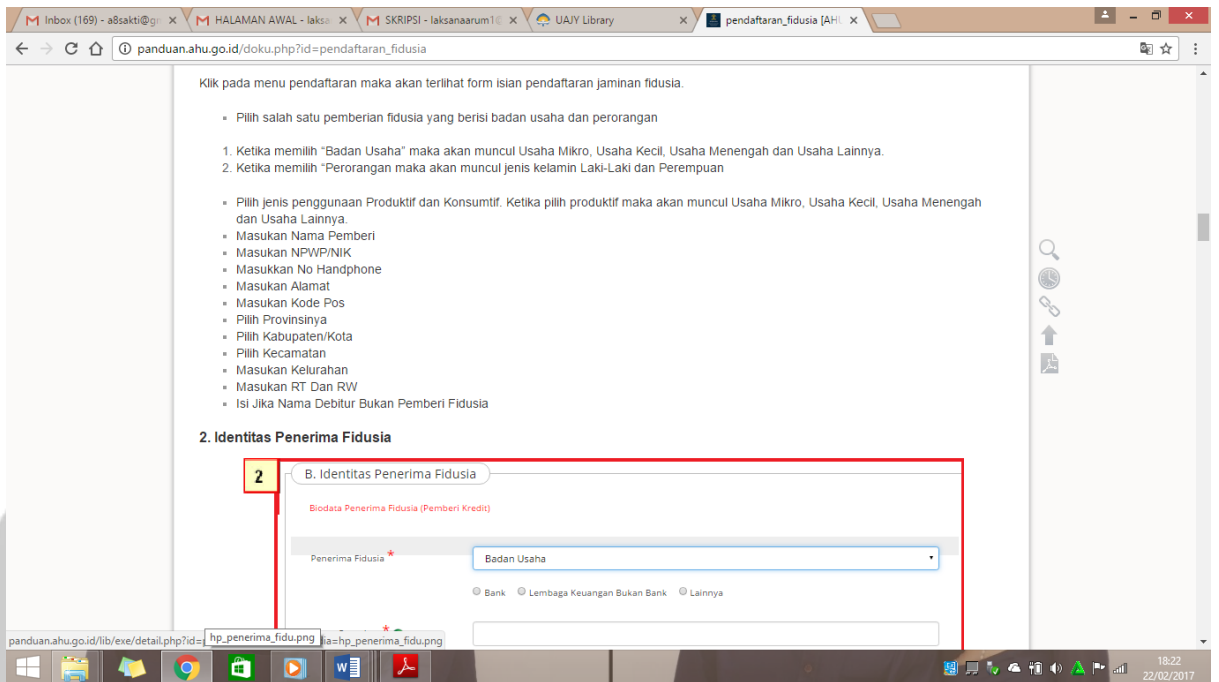 Inbox (169) - a8sakti@gm
HALAMAN AWAL - laksa
SKRIPSI - laksanaarum1@
UAJY Library
pendaftaran_fidusia [AHU
panduan.ahu.go.id/doku.php?id=pendaftaran_fidusia
Klik pada menu pendaftaran maka akan terlihat form isian pendaftaran jaminan fidusia.
Pilih salah satu pemberian fidusia yang berisi badan usaha dan perorangan
1. Ketika memilih “Badan Usaha” maka akan muncul Usaha Mikro, Usaha Kecil, Usaha Menengah dan Usaha Lainnya.
2. Ketika memilih “Perorangan maka akan muncul jenis kelamin Laki-Laki dan Perempuan
Pilih jenis penggunaan Produktif dan Konsumtif. Ketika pilih produktif maka akan muncul Usaha Mikro, Usaha Kecil, Usaha Menengah
dan Usaha Lainnya.
Masukan Nama Pemberi
Masukan NPWP/NIK
Masukkan No Handphone
Masukan Alamat
Masukan Kode Pos
Pilih Provinsinya
Pilih Kabupaten/Kota
Pilih Kecamatan
Masukan Kelurahan
Masukan RT Dan RW
Isi Jika Nama Debitur Bukan Pemberi Fidusia
2. Identitas Penerima Fidusia
2
B. Identitas Penerima Fidusia
Biodata Penerima Fidusia (Pemberi Kredit)
Penerima Fidusia *
Badan Usaha
Bank Lembaga Keuangan Bukan Bank Lainnya
panduan.ahu.go.id/lib/exe/detail.php?id=
hp_penerima_fidu.png
ia=hp_penerima_fidu.png
18:22
22/02/2017